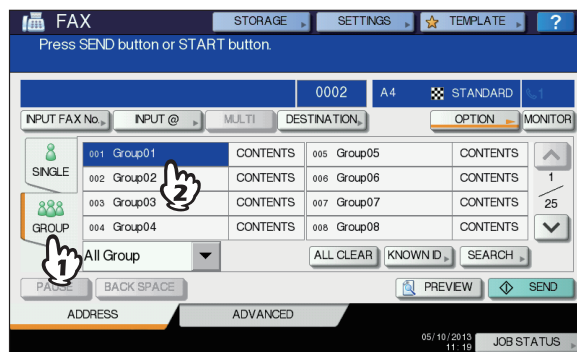 FAX STORAGE SETTINGS TEMPLATE ?
Press SEND button or START button.
0002 A4 STANDARD 1
INPUT FAX No. INPUT @ MULTI DESTINATION OPTION MONITOR
SINGLE
GROUP
001 Group01 CONTENTS 005 Group05 CONTENTS
002 Group02 CONTENTS 006 Group06 CONTENTS
003 Group03 CONTENTS 007 Group07 CONTENTS
004 Group04 CONTENTS 008 Group08 CONTENTS
1
25
1
2
All Group ALL CLEAR KNOWN ID SEARCH
PAUSE BACK SPACE PREVIEW SEND
ADDRESS ADVANCED
05/10/2013
11:19 JOB STATUS